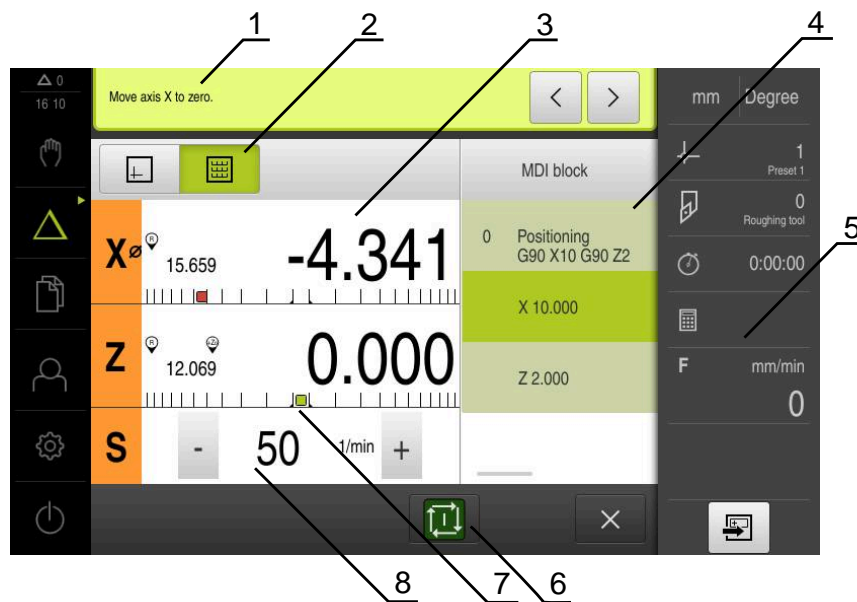 1 2 3 4
0
16 10
Move axis X to zero.
< >
mm Degree
1
Preset 1
MDI block
0
Roughing tool
5
X⌀ R 15.659 -4.341
0 Positioning
G90 X10 G90 Z2
0:00:00
X 10.000
Z R 12.069 0.000
Z 2.000
F mm/min
0
S - 50 1/min +
8 7 6